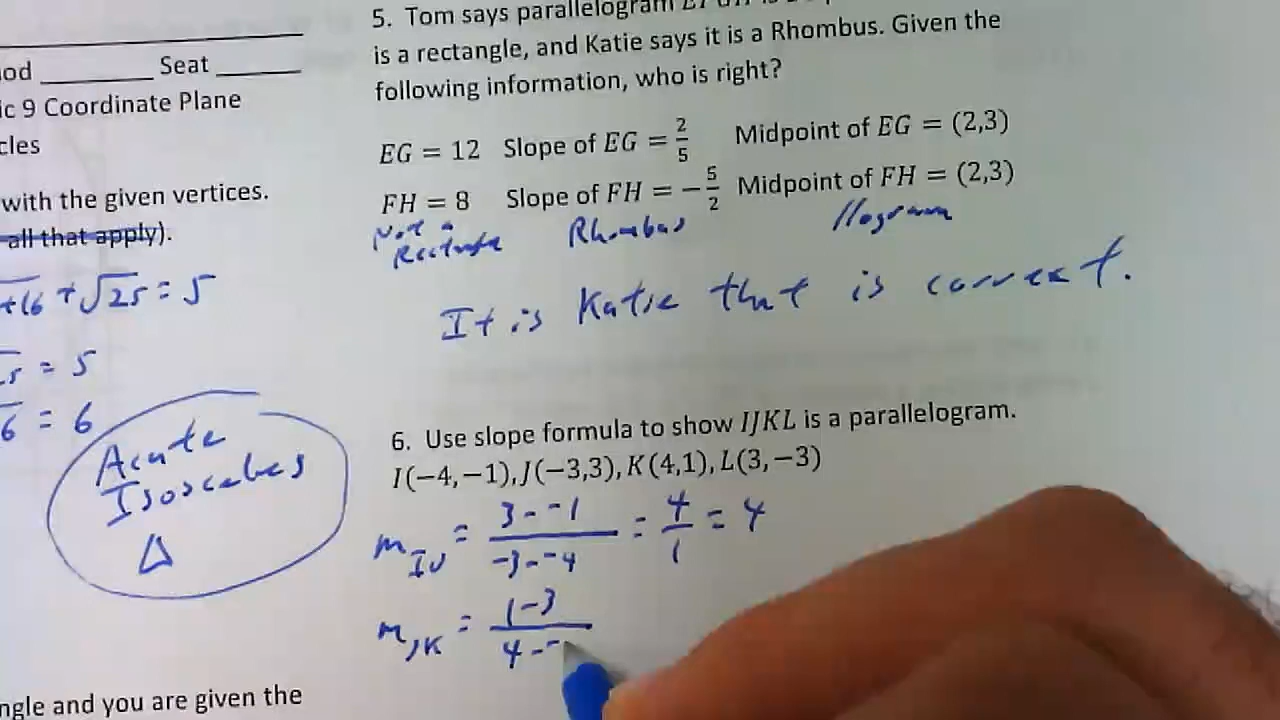 Seat
ic 9 Coordinate Plane
cles
with the given vertices.
all that apply).
+16 + √25 = 5
= 5
6 = 6
Acute
Isosceles
△
ngle and you are given the
5. Tom says parallelogram
is a rectangle, and Katie says it is a Rhombus. Given the
following information, who is right?
EG = 12 Slope of EG = 2/5 Midpoint of EG = (2,3)
FH = 8 Slope of FH = −5/2 Midpoint of FH = (2,3)
Not a Rectangle Rhombus //ogram
It is Katie that is correct.
6. Use slope formula to show IJKL is a parallelogram.
I(−4,−1), J(−3,3), K(4,1), L(3,−3)
m IJ = 3--1 / -3--4 = 4/1 = 4
m JK = 1-3 / 4--